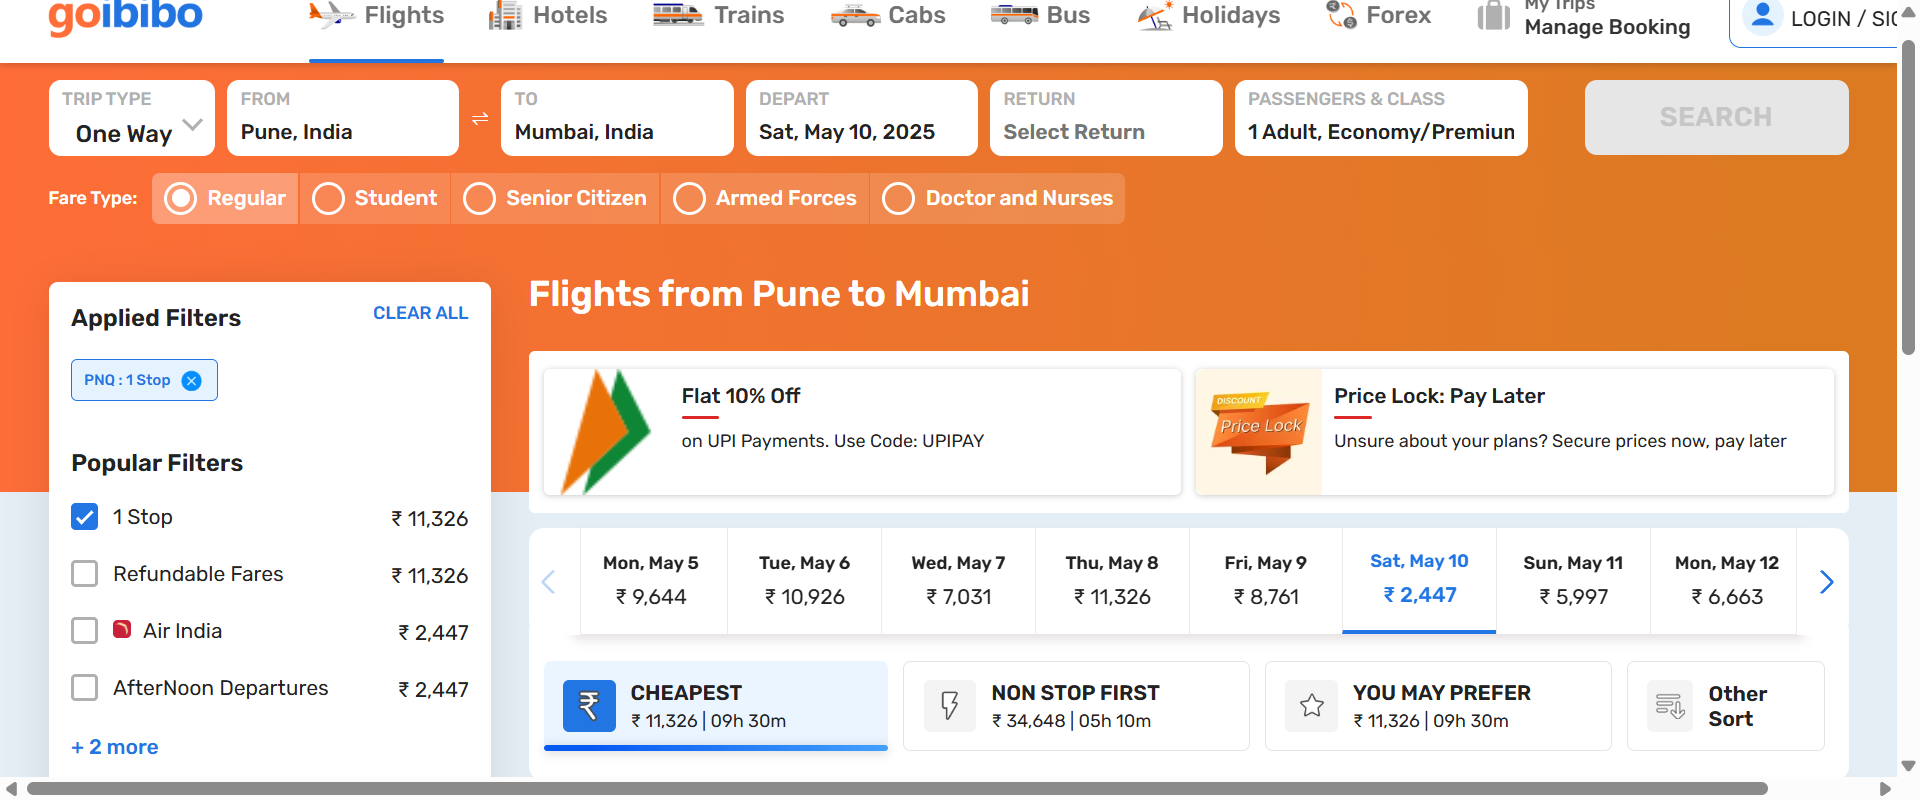 goibibo
Flights
Hotels
Trains
Cabs
Bus
Holidays
Forex
My Trips
Manage Booking
LOGIN / SIG
TRIP TYPE
One Way
FROM
Pune, India
TO
Mumbai, India
DEPART
Sat, May 10, 2025
RETURN
Select Return
PASSENGERS & CLASS
1 Adult, Economy/Premium
SEARCH
Fare Type:
Regular
Student
Senior Citizen
Armed Forces
Doctor and Nurses
Applied Filters
CLEAR ALL
PNQ : 1 Stop
Popular Filters
1 Stop ₹ 11,326
Refundable Fares ₹ 11,326
Air India ₹ 2,447
AfterNoon Departures ₹ 2,447
+ 2 more
Flights from Pune to Mumbai
Flat 10% Off
on UPI Payments. Use Code: UPIPAY
DISCOUNT
Price Lock
Price Lock: Pay Later
Unsure about your plans? Secure prices now, pay later
Mon, May 5
₹ 9,644
Tue, May 6
₹ 10,926
Wed, May 7
₹ 7,031
Thu, May 8
₹ 11,326
Fri, May 9
₹ 8,761
Sat, May 10
₹ 2,447
Sun, May 11
₹ 5,997
Mon, May 12
₹ 6,663
CHEAPEST
₹ 11,326 | 09h 30m
NON STOP FIRST
₹ 34,648 | 05h 10m
YOU MAY PREFER
₹ 11,326 | 09h 30m
Other
Sort